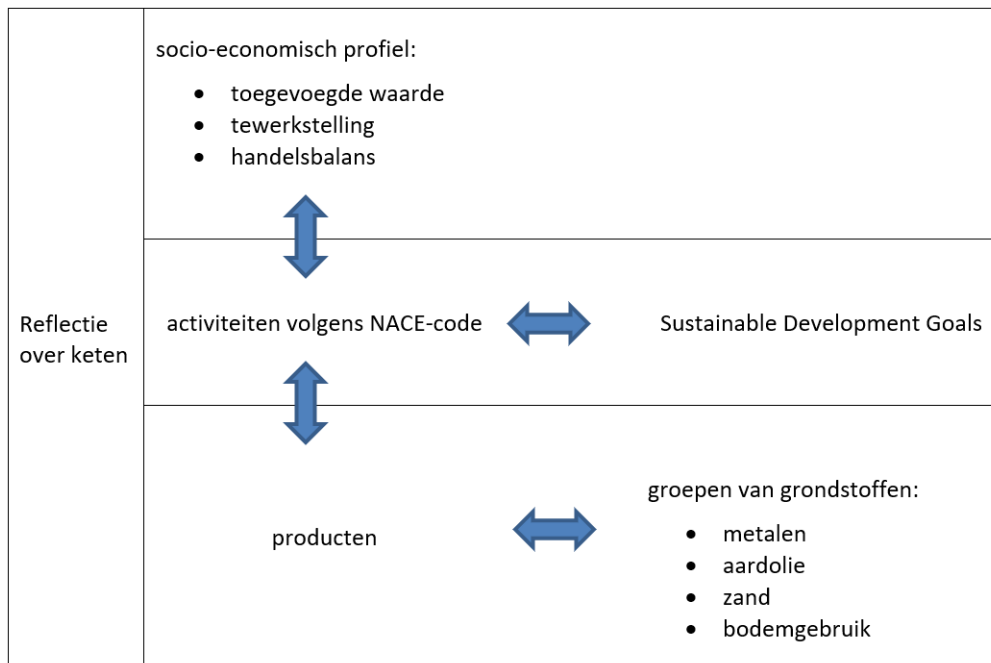 socio-economisch profiel:
• toegevoegde waarde
• tewerkstelling
• handelsbalans
Reflectie
over keten
activiteiten volgens NACE-code
Sustainable Development Goals
producten
groepen van grondstoffen:
• metalen
• aardolie
• zand
• bodemgebruik